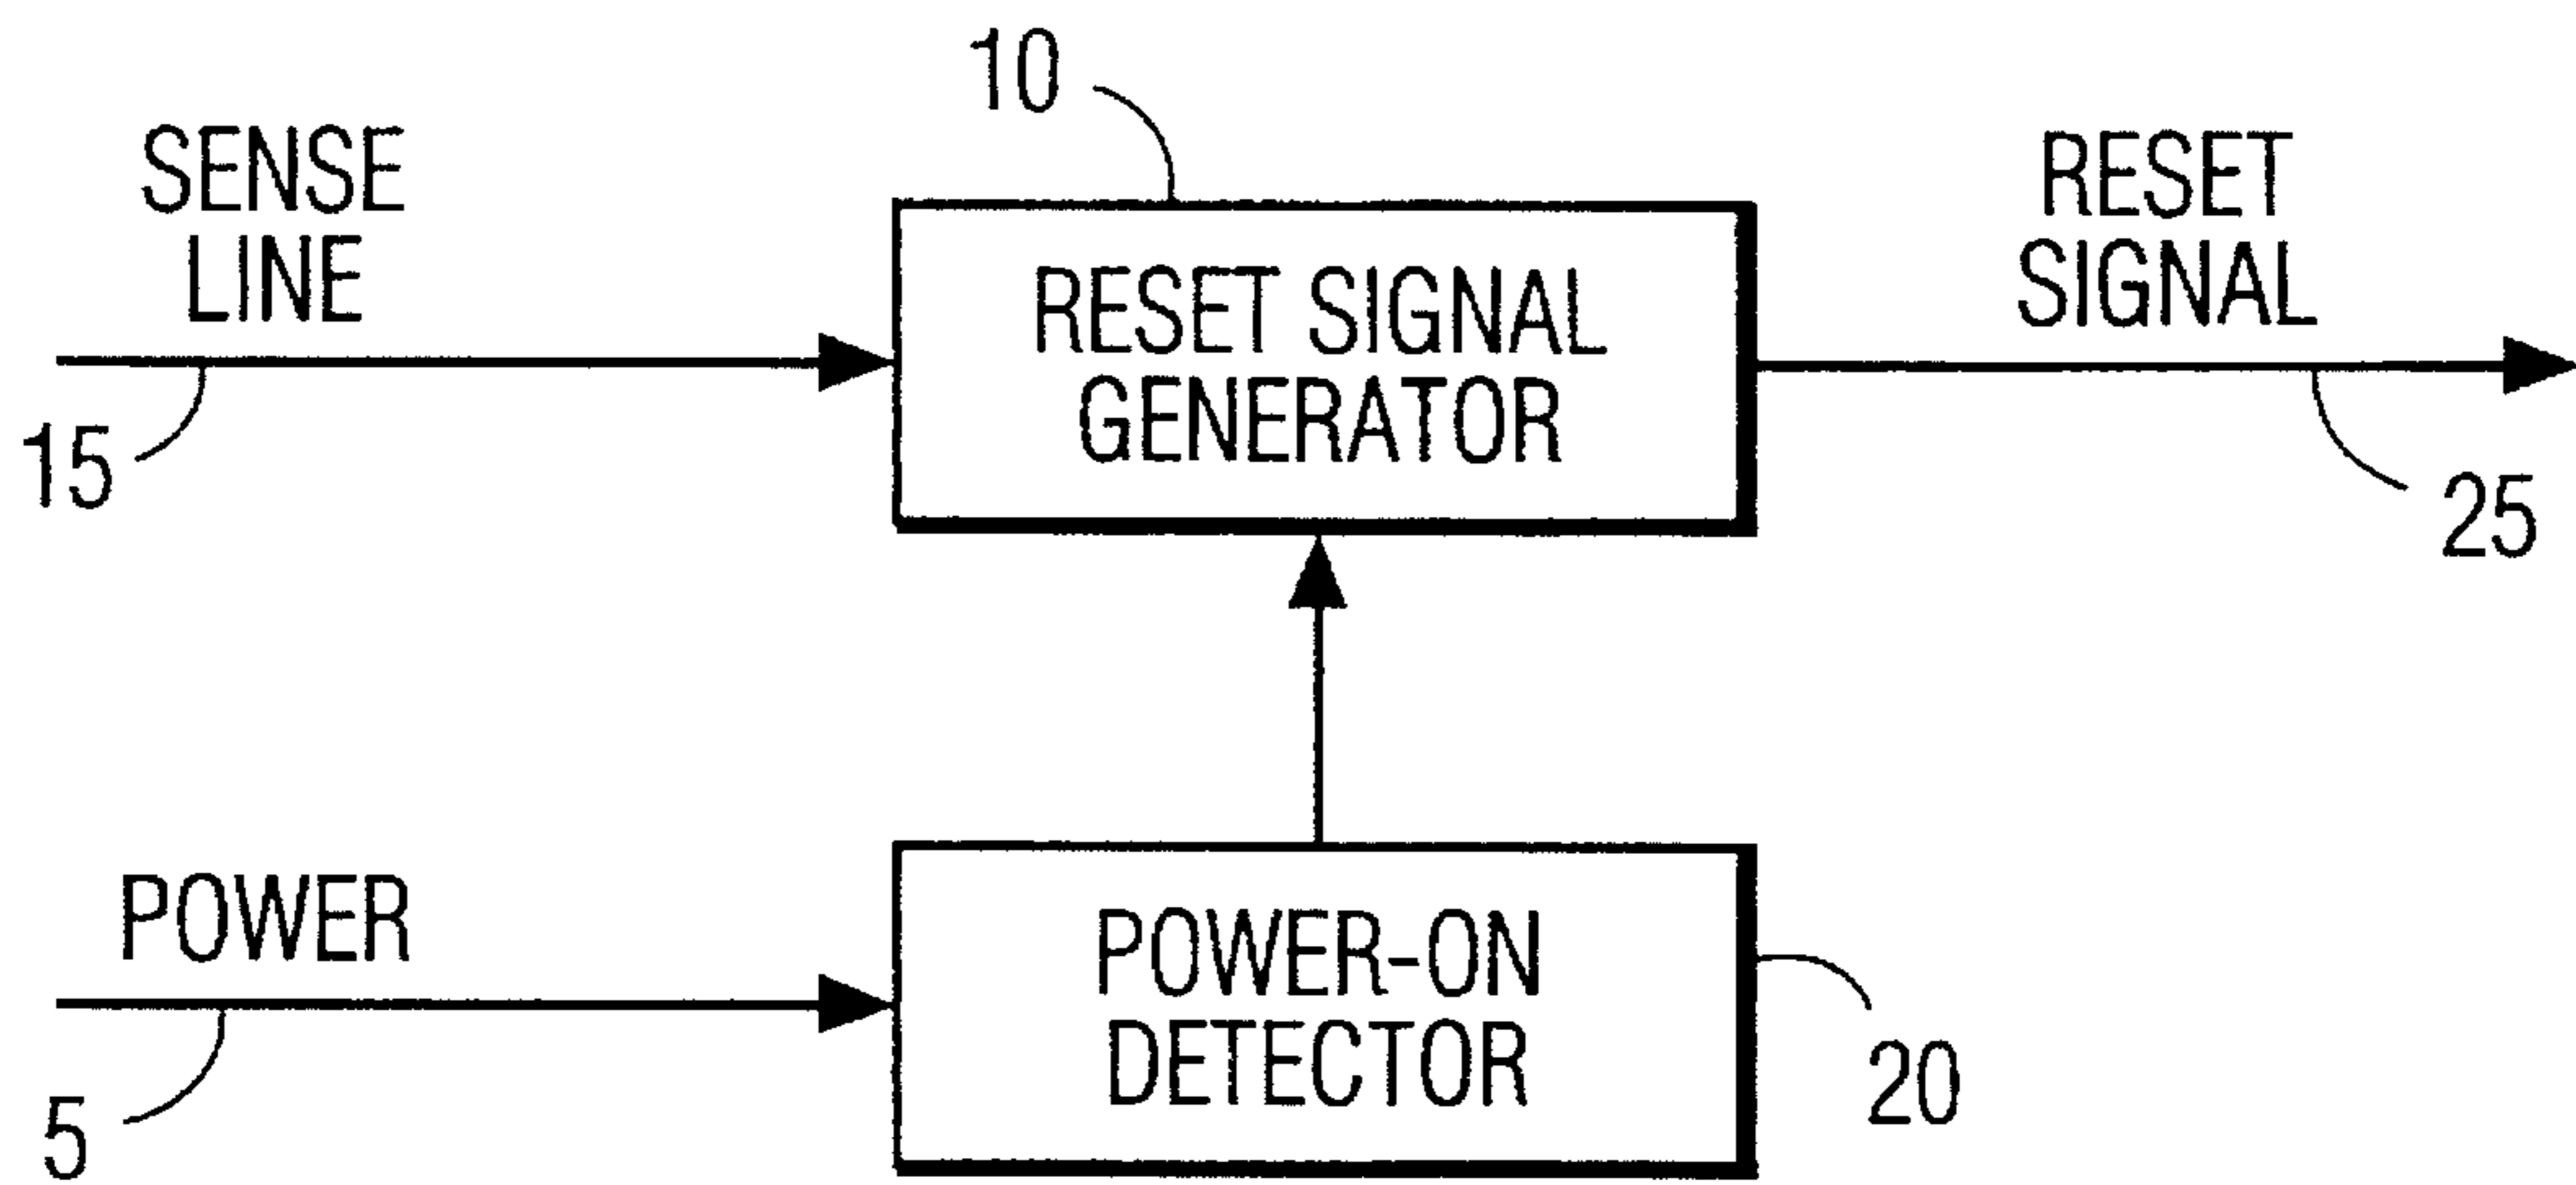 10
SENSE
LINE
RESET
SIGNAL
RESET SIGNAL
GENERATOR
15
25
POWER
POWER-ON
DETECTOR
5
20